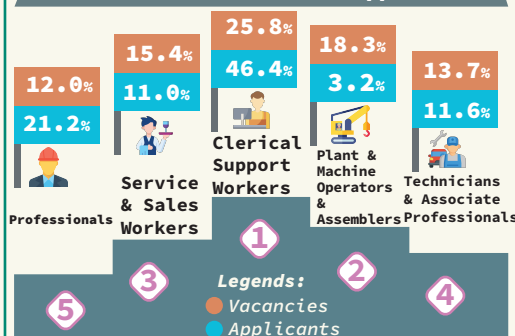 25.8%
46.4%
Clerical
Support
Workers
15.4%
11.0%
Service
& Sales
Workers
18.3%
3.2%
Plant &
Machine
Operators
&
Assemblers
12.0%
21.2%
Professionals
13.7%
11.6%
Technicians
& Associate
Professionals
1
2
3
4
5
Legends:
Vacancies
Applicants